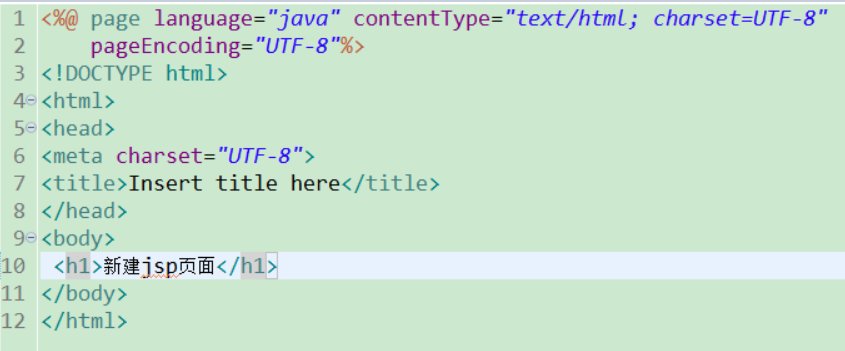 1 <%@ page language="java" contentType="text/html; charset=UTF-8"
2     pageEncoding="UTF-8"%>
3 <!DOCTYPE html>
4 <html>
5 <head>
6 <meta charset="UTF-8">
7 <title>Insert title here</title>
8 </head>
9 <body>
10  <h1>新建jsp页面</h1>
11 </body>
12 </html>